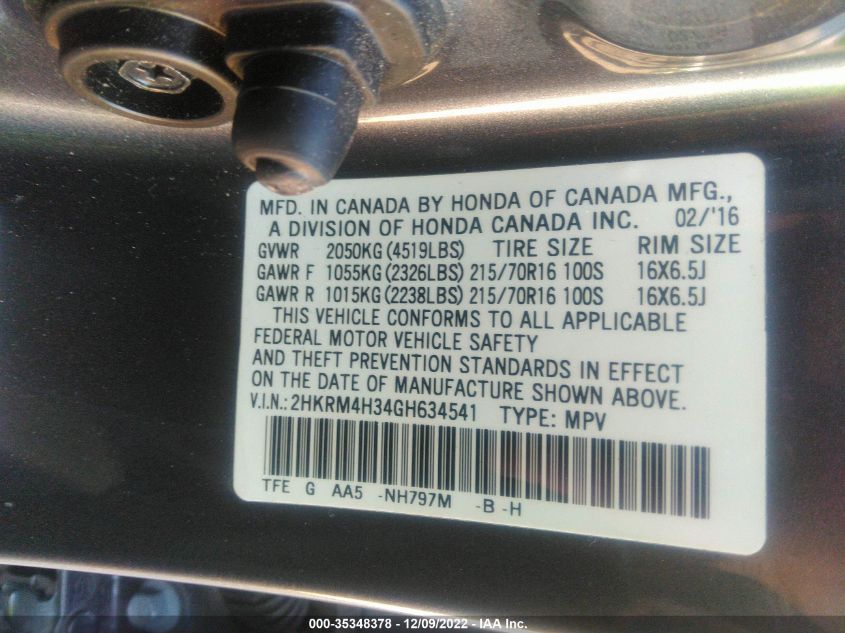 MFD. IN CANADA BY HONDA OF CANADA MFG.,
A DIVISION OF HONDA CANADA INC. 02/'16
GVWR 2050KG (4519LBS) TIRE SIZE RIM SIZE
GAWR F 1055KG (2326LBS) 215/70R16 100S 16X6.5J
GAWR R 1015KG (2238LBS) 215/70R16 100S 16X6.5J
THIS VEHICLE CONFORMS TO ALL APPLICABLE
FEDERAL MOTOR VEHICLE SAFETY
AND THEFT PREVENTION STANDARDS IN EFFECT
ON THE DATE OF MANUFACTURE SHOWN ABOVE.
V.I.N.: 2HKRM4H34GH634541 TYPE: MPV
TFE G AA5 -NH797M -B -H
000-35348378 - 12/09/2022 - IAA Inc.